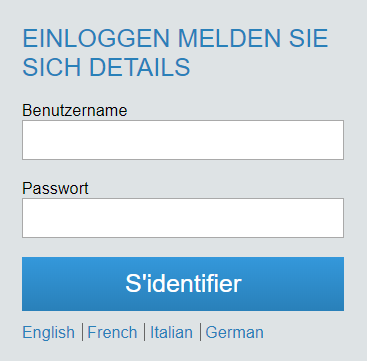 EINLOGGEN MELDEN SIE
SICH DETAILS
Benutzername
Passwort
S'identifier
English | French | Italian | German